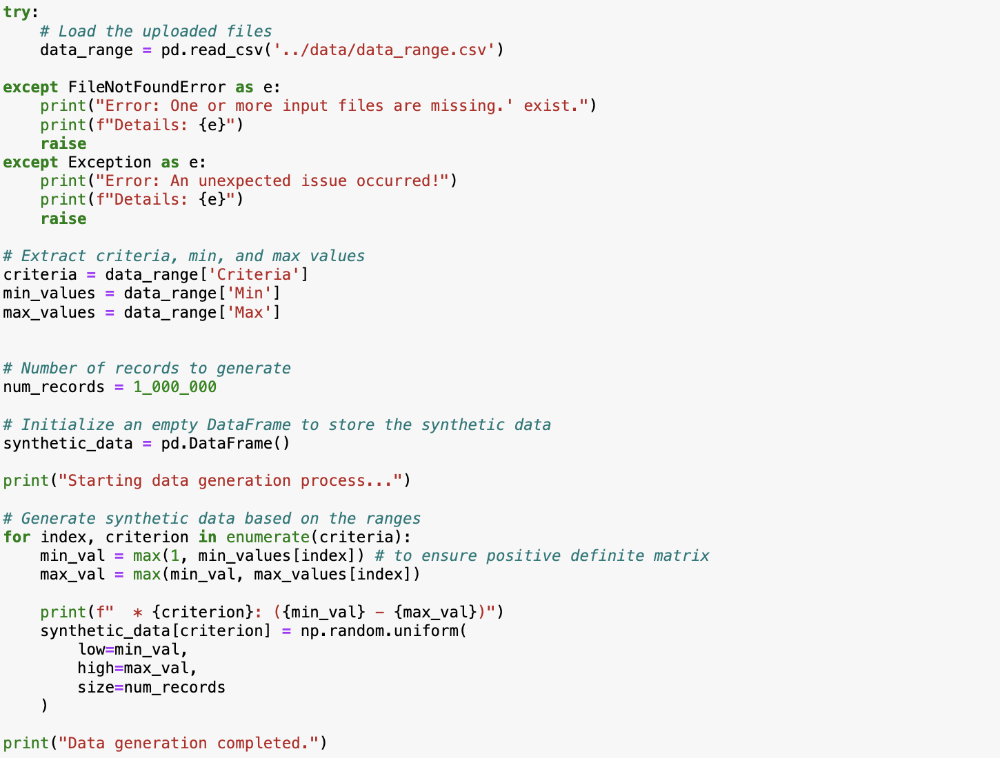 try:
    # Load the uploaded files
    data_range = pd.read_csv('../data/data_range.csv')

except FileNotFoundError as e:
    print("Error: One or more input files are missing.' exist.")
    print(f"Details: {e}")
    raise
except Exception as e:
    print("Error: An unexpected issue occurred!")
    print(f"Details: {e}")
    raise

# Extract criteria, min, and max values
criteria = data_range['Criteria']
min_values = data_range['Min']
max_values = data_range['Max']


# Number of records to generate
num_records = 1_000_000

# Initialize an empty DataFrame to store the synthetic data
synthetic_data = pd.DataFrame()

print("Starting data generation process...")

# Generate synthetic data based on the ranges
for index, criterion in enumerate(criteria):
    min_val = max(1, min_values[index]) # to ensure positive definite matrix
    max_val = max(min_val, max_values[index])

    print(f"  * {criterion}: ({min_val} - {max_val})")
    synthetic_data[criterion] = np.random.uniform(
        low=min_val,
        high=max_val,
        size=num_records
    )

print("Data generation completed.")